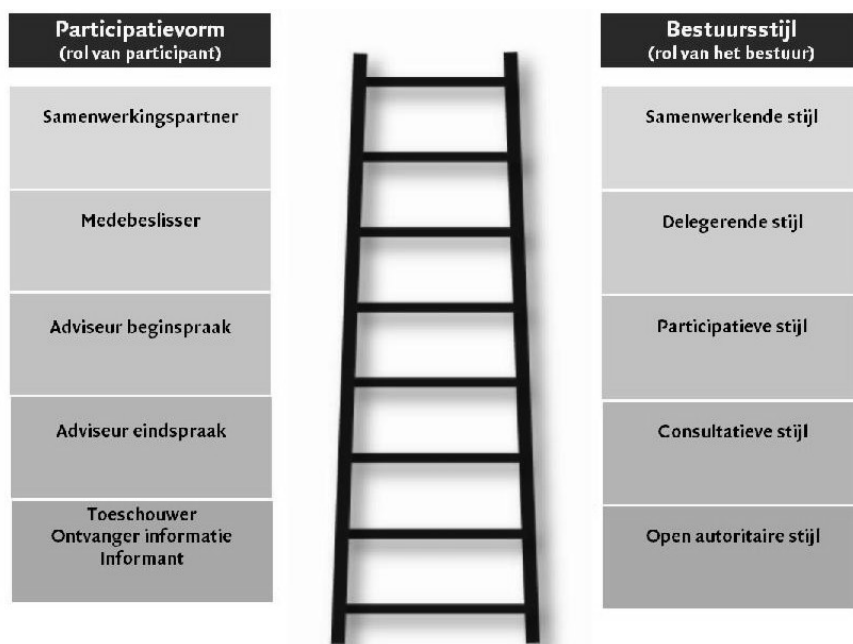 Participatievorm
(rol van participant)
Samenwerkingspartner
Medebeslisser
Adviseur beginspraak
Adviseur eindspraak
Toeschouwer
Ontvanger informatie
Informant
Bestuursstijl
(rol van het bestuur)
Samenwerkende stijl
Delegerende stijl
Participatieve stijl
Consultatieve stijl
Open autoritaire stijl